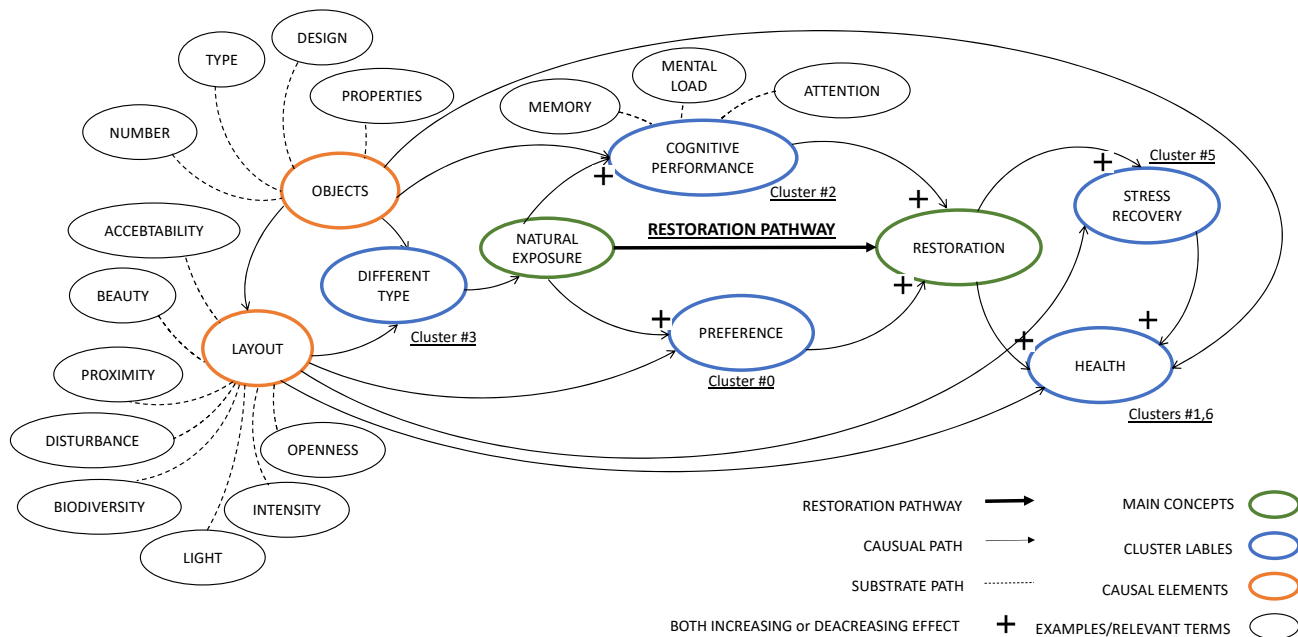 DESIGN
TYPE
PROPERTIES
NUMBER
OBJECTS
MENTAL
LOAD
MEMORY
ATTENTION
COGNITIVE
PERFORMANCE
Cluster #2
Cluster #5
STRESS
RECOVERY
ACCEBTABILITY
BEAUTY
PROXIMITY
DISTURBANCE
BIODIVERSITY
LIGHT
INTENSITY
OPENNESS
LAYOUT
DIFFERENT
TYPE
Cluster #3
NATURAL
EXPOSURE
RESTORATION PATHWAY
RESTORATION
PREFERENCE
Cluster #0
HEALTH
Clusters #1,6
RESTORATION PATHWAY
CAUSUAL PATH
SUBSTRATE PATH
BOTH INCREASING or DEACREASING EFFECT +
MAIN CONCEPTS
CLUSTER LABLES
CAUSAL ELEMENTS
EXAMPLES/RELEVANT TERMS